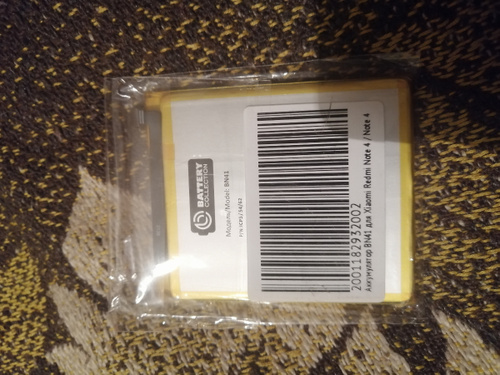 BATTERY
COLLECTION
Модель/Model: BN41
2001182932002
Аккумулятор BN41 для Xiaomi Redmi Note 4 / Note 4